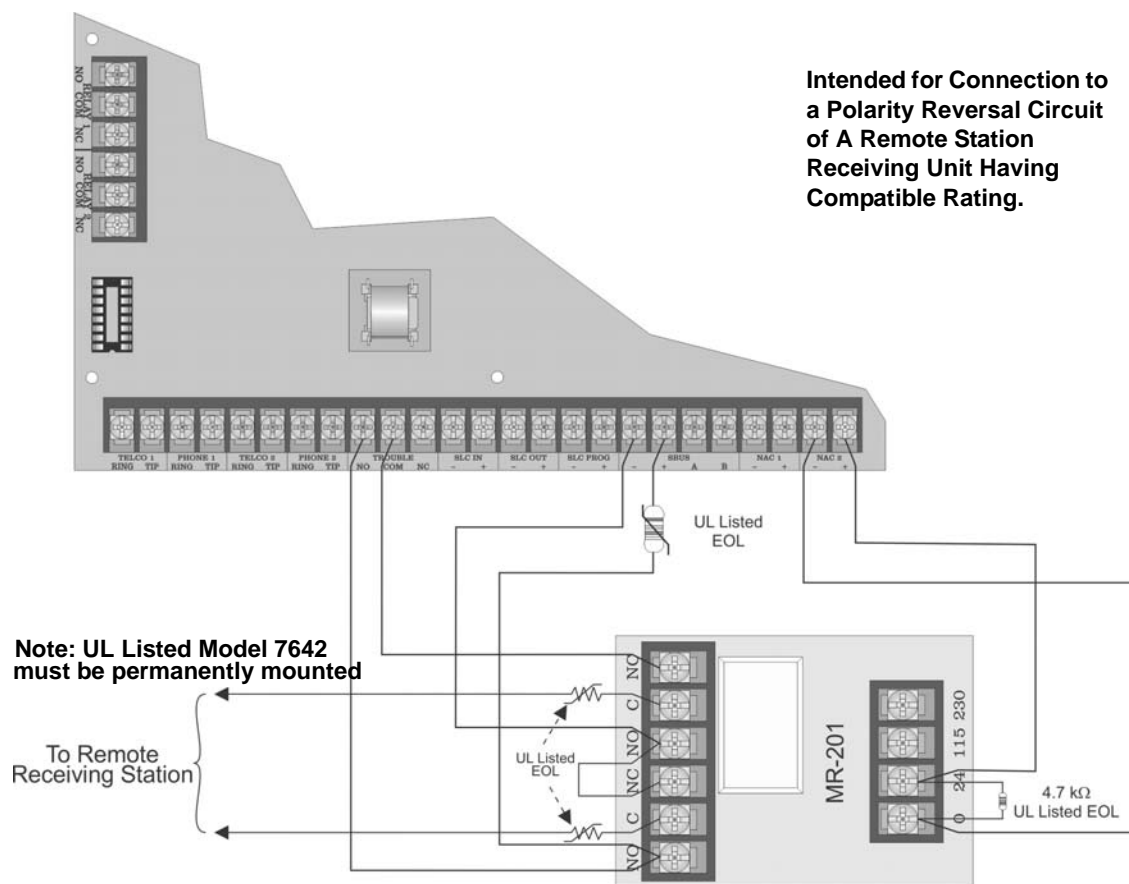 Intended for Connection to
a Polarity Reversal Circuit
of A Remote Station
Receiving Unit Having
Compatible Rating.
NO COM NC NO COM NC
RELAY 1 RELAY 2
TELCO 1 PHONE 1 TELCO 2 PHONE 2 TROUBLE SLC IN SLC OUT SLC PROG SBUS NAC 1 NAC 2
RING TIP RING TIP RING TIP RING TIP NO COM NC - + - + - + - + A B - + - +
UL Listed
EOL
Note: UL Listed Model 7642
must be permanently mounted
To Remote
Receiving Station
UL Listed
EOL
NC
C
NO
NC
C
NO
MR-201
230
115
24
0
4.7 kΩ
UL Listed EOL